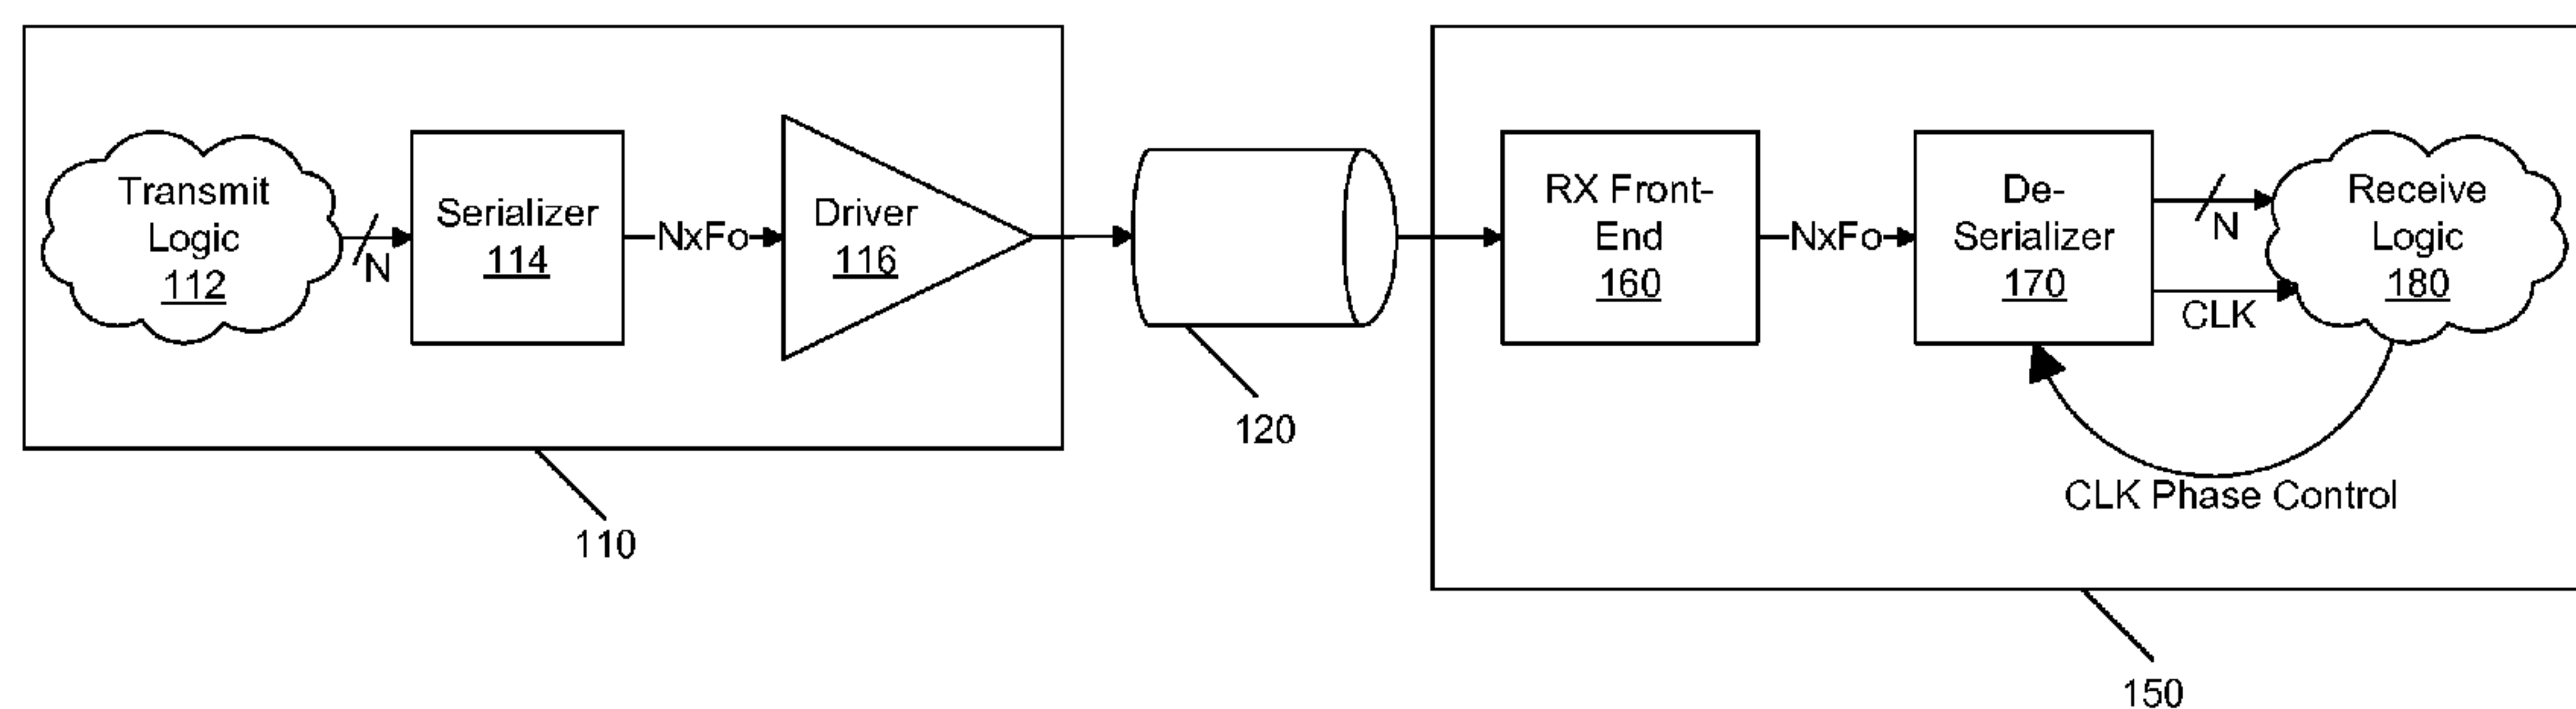 Transmit
Logic
112
N
Serializer
114
NxFo
Driver
116
110
120
RX Front-
End
160
NxFo
De-
Serializer
170
N
CLK
Receive
Logic
180
CLK Phase Control
150